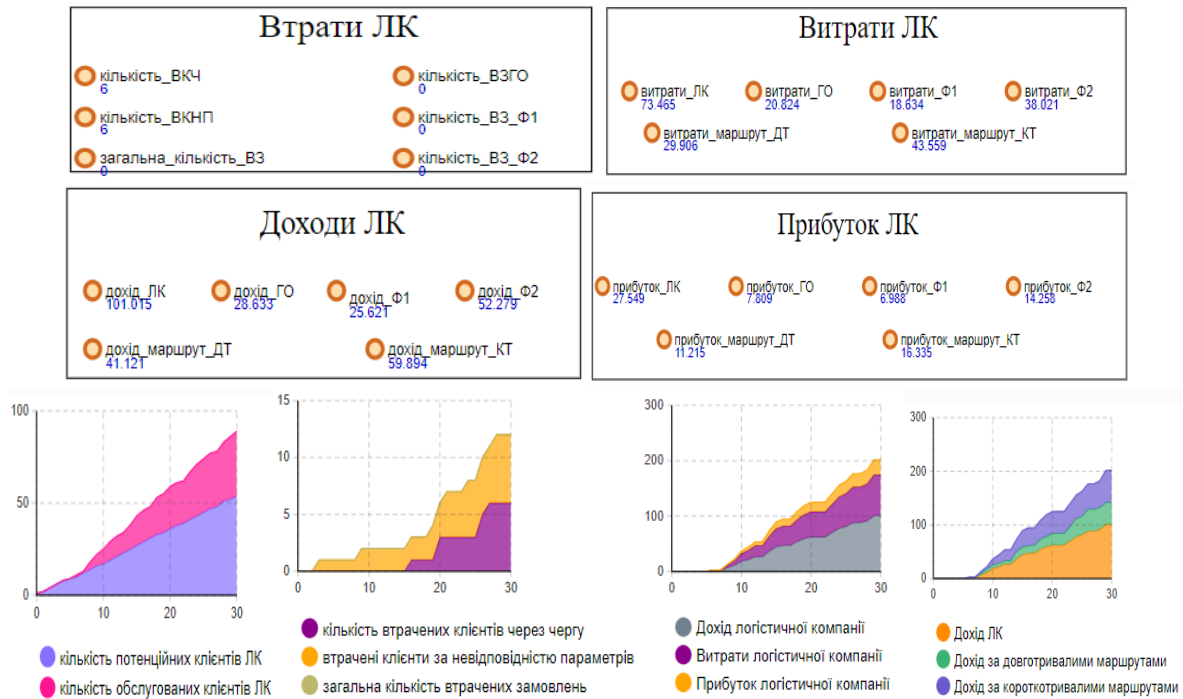 Втрати ЛК
кількість_ВКЧ
6
кількість_ВЗГО
0
кількість_ВКНП
6
кількість_ВЗ_Ф1
0
загальна_кількість_ВЗ
0
кількість_ВЗ_Ф2
0
Витрати ЛК
витрати_ЛК
73.465
витрати_ГО
20.824
витрати_Ф1
18.634
витрати_Ф2
38.021
витрати_маршрут_ДТ
29.906
витрати_маршрут_КТ
43.559
Доходи ЛК
дохід_ЛК
101.015
дохід_ГО
28.633
дохід_Ф1
25.621
дохід_Ф2
52.279
дохід_маршрут_ДТ
41.121
дохід_маршрут_КТ
59.894
Прибуток ЛК
прибуток_ЛК
27.549
прибуток_ГО
7.809
прибуток_Ф1
6.988
прибуток_Ф2
14.258
прибуток_маршрут_ДТ
11.215
прибуток_маршрут_КТ
16.335
100
50
0
0 10 20 30
кількість потенційних клієнтів ЛК
кількість обслугованих клієнтів ЛК
15
10
5
0
0 10 20 30
кількість втрачених клієнтів через чергу
втрачені клієнти за невідповідністю параметрів
загальна кількість втрачених замовлень
300
200
100
0
0 10 20 30
Дохід логістичної компанії
Витрати логістичної компанії
Прибуток логістичної компанії
300
200
100
0
0 10 20 30
Дохід ЛК
Дохід за довготривалими маршрутами
Дохід за короткотривалими маршрутами